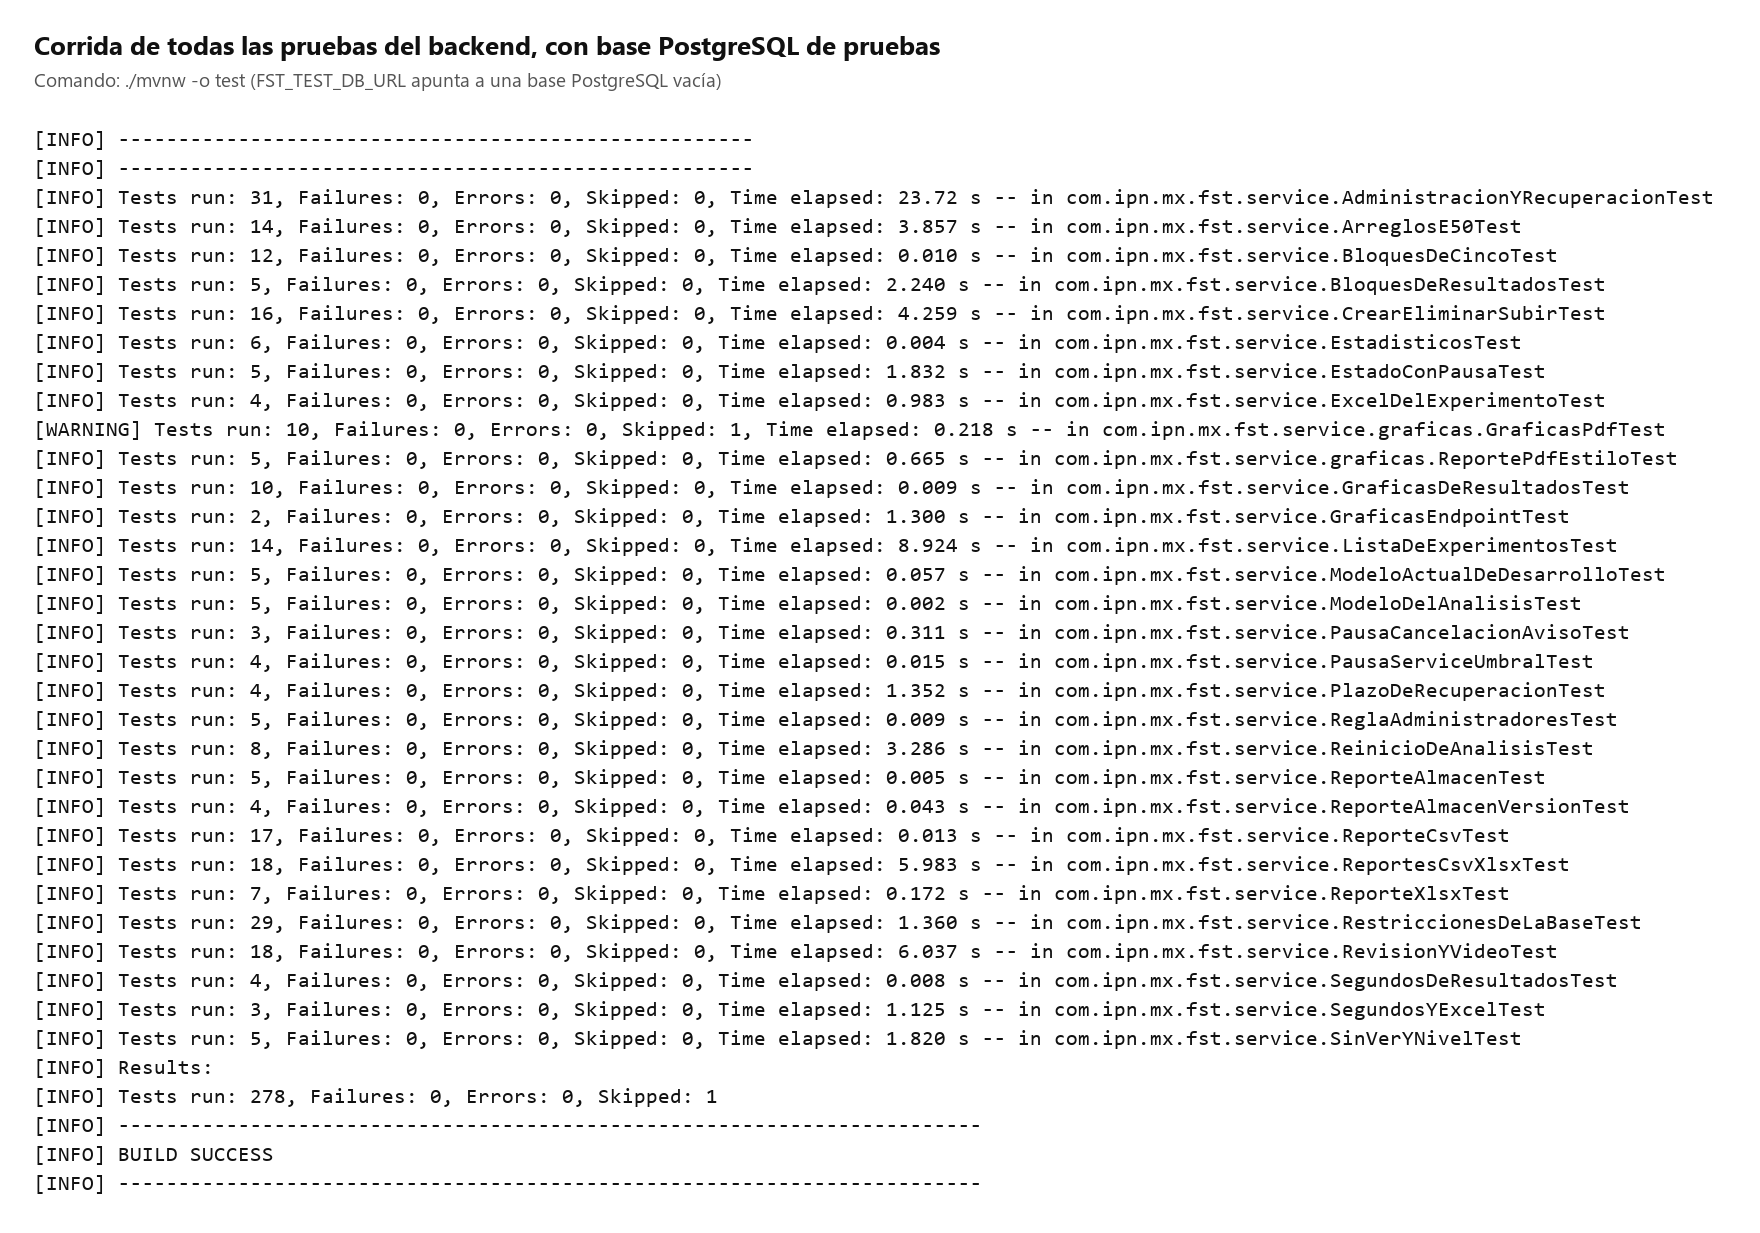 Corrida de todas las pruebas del backend, con base PostgreSQL de pruebas
Comando: ./mvnw -o test (FST_TEST_DB_URL apunta a una base PostgreSQL vacía)
[INFO] -----------------------------------------------------
[INFO] -----------------------------------------------------
[INFO] Tests run: 31, Failures: 0, Errors: 0, Skipped: 0, Time elapsed: 23.72 s -- in com.ipn.mx.fst.service.AdministracionYRecuperacionTest
[INFO] Tests run: 14, Failures: 0, Errors: 0, Skipped: 0, Time elapsed: 3.857 s -- in com.ipn.mx.fst.service.ArreglosE50Test
[INFO] Tests run: 12, Failures: 0, Errors: 0, Skipped: 0, Time elapsed: 0.010 s -- in com.ipn.mx.fst.service.BloquesDeCincoTest
[INFO] Tests run: 5, Failures: 0, Errors: 0, Skipped: 0, Time elapsed: 2.240 s -- in com.ipn.mx.fst.service.BloquesDeResultadosTest
[INFO] Tests run: 16, Failures: 0, Errors: 0, Skipped: 0, Time elapsed: 4.259 s -- in com.ipn.mx.fst.service.CrearEliminarSubirTest
[INFO] Tests run: 6, Failures: 0, Errors: 0, Skipped: 0, Time elapsed: 0.004 s -- in com.ipn.mx.fst.service.EstadisticosTest
[INFO] Tests run: 5, Failures: 0, Errors: 0, Skipped: 0, Time elapsed: 1.832 s -- in com.ipn.mx.fst.service.EstadoConPausaTest
[INFO] Tests run: 4, Failures: 0, Errors: 0, Skipped: 0, Time elapsed: 0.983 s -- in com.ipn.mx.fst.service.ExcelDelExperimentoTest
[WARNING] Tests run: 10, Failures: 0, Errors: 0, Skipped: 1, Time elapsed: 0.218 s -- in com.ipn.mx.fst.service.graficas.GraficasPdfTest
[INFO] Tests run: 5, Failures: 0, Errors: 0, Skipped: 0, Time elapsed: 0.665 s -- in com.ipn.mx.fst.service.graficas.ReportePdfEstiloTest
[INFO] Tests run: 10, Failures: 0, Errors: 0, Skipped: 0, Time elapsed: 0.009 s -- in com.ipn.mx.fst.service.GraficasDeResultadosTest
[INFO] Tests run: 2, Failures: 0, Errors: 0, Skipped: 0, Time elapsed: 1.300 s -- in com.ipn.mx.fst.service.GraficasEndpointTest
[INFO] Tests run: 14, Failures: 0, Errors: 0, Skipped: 0, Time elapsed: 8.924 s -- in com.ipn.mx.fst.service.ListaDeExperimentosTest
[INFO] Tests run: 5, Failures: 0, Errors: 0, Skipped: 0, Time elapsed: 0.057 s -- in com.ipn.mx.fst.service.ModeloActualDeDesarrolloTest
[INFO] Tests run: 5, Failures: 0, Errors: 0, Skipped: 0, Time elapsed: 0.002 s -- in com.ipn.mx.fst.service.ModeloDelAnalisisTest
[INFO] Tests run: 3, Failures: 0, Errors: 0, Skipped: 0, Time elapsed: 0.311 s -- in com.ipn.mx.fst.service.PausaCancelacionAvisoTest
[INFO] Tests run: 4, Failures: 0, Errors: 0, Skipped: 0, Time elapsed: 0.015 s -- in com.ipn.mx.fst.service.PausaServiceUmbralTest
[INFO] Tests run: 4, Failures: 0, Errors: 0, Skipped: 0, Time elapsed: 1.352 s -- in com.ipn.mx.fst.service.PlazoDeRecuperacionTest
[INFO] Tests run: 5, Failures: 0, Errors: 0, Skipped: 0, Time elapsed: 0.009 s -- in com.ipn.mx.fst.service.ReglaAdministradoresTest
[INFO] Tests run: 8, Failures: 0, Errors: 0, Skipped: 0, Time elapsed: 3.286 s -- in com.ipn.mx.fst.service.ReinicioDeAnalisisTest
[INFO] Tests run: 5, Failures: 0, Errors: 0, Skipped: 0, Time elapsed: 0.005 s -- in com.ipn.mx.fst.service.ReporteAlmacenTest
[INFO] Tests run: 4, Failures: 0, Errors: 0, Skipped: 0, Time elapsed: 0.043 s -- in com.ipn.mx.fst.service.ReporteAlmacenVersionTest
[INFO] Tests run: 17, Failures: 0, Errors: 0, Skipped: 0, Time elapsed: 0.013 s -- in com.ipn.mx.fst.service.ReporteCsvTest
[INFO] Tests run: 18, Failures: 0, Errors: 0, Skipped: 0, Time elapsed: 5.983 s -- in com.ipn.mx.fst.service.ReportesCsvXlsxTest
[INFO] Tests run: 7, Failures: 0, Errors: 0, Skipped: 0, Time elapsed: 0.172 s -- in com.ipn.mx.fst.service.ReporteXlsxTest
[INFO] Tests run: 29, Failures: 0, Errors: 0, Skipped: 0, Time elapsed: 1.360 s -- in com.ipn.mx.fst.service.RestriccionesDeLaBaseTest
[INFO] Tests run: 18, Failures: 0, Errors: 0, Skipped: 0, Time elapsed: 6.037 s -- in com.ipn.mx.fst.service.RevisionYVideoTest
[INFO] Tests run: 4, Failures: 0, Errors: 0, Skipped: 0, Time elapsed: 0.008 s -- in com.ipn.mx.fst.service.SegundosDeResultadosTest
[INFO] Tests run: 3, Failures: 0, Errors: 0, Skipped: 0, Time elapsed: 1.125 s -- in com.ipn.mx.fst.service.SegundosYExcelTest
[INFO] Tests run: 5, Failures: 0, Errors: 0, Skipped: 0, Time elapsed: 1.820 s -- in com.ipn.mx.fst.service.SinVerYNivelTest
[INFO] Results:
[INFO] Tests run: 278, Failures: 0, Errors: 0, Skipped: 1
[INFO] ------------------------------------------------------------------------
[INFO] BUILD SUCCESS
[INFO] ------------------------------------------------------------------------